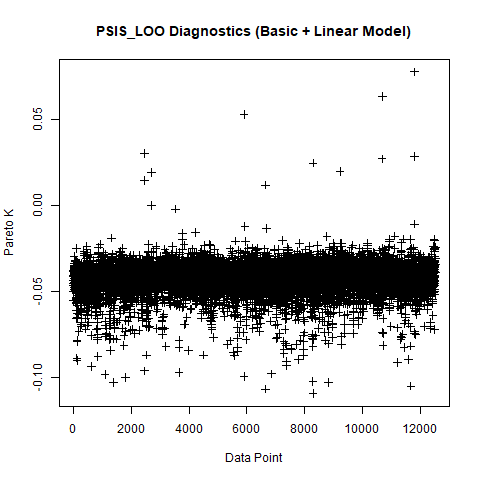 PSIS_LOO Diagnostics (Basic + Linear Model)
Pareto K
0.05
0.00
-0.05
-0.10
0 2000 4000 6000 8000 10000 12000
Data Point